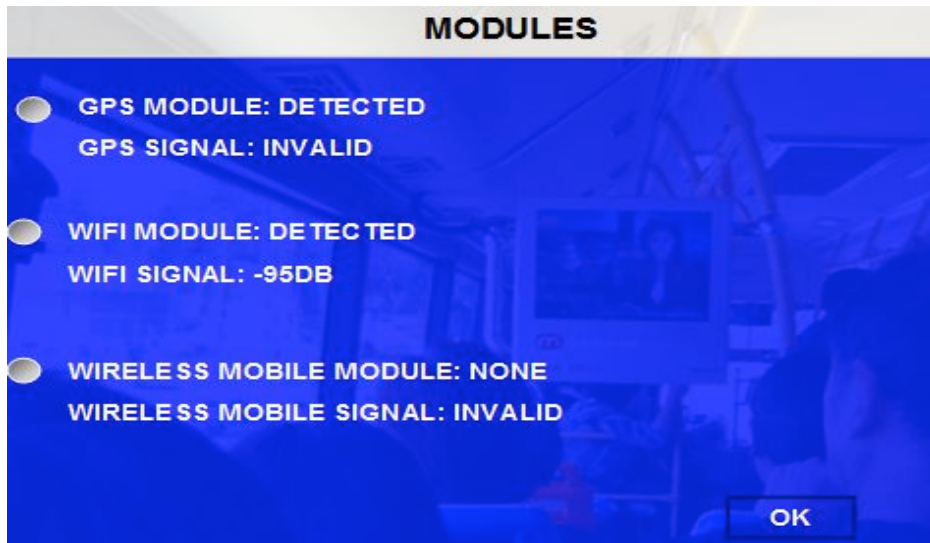 MODULES
GPS MODULE: DETECTED
GPS SIGNAL: INVALID
WIFI MODULE: DETECTED
WIFI SIGNAL: -95DB
WIRELESS MOBILE MODULE: NONE
WIRELESS MOBILE SIGNAL: INVALID
OK